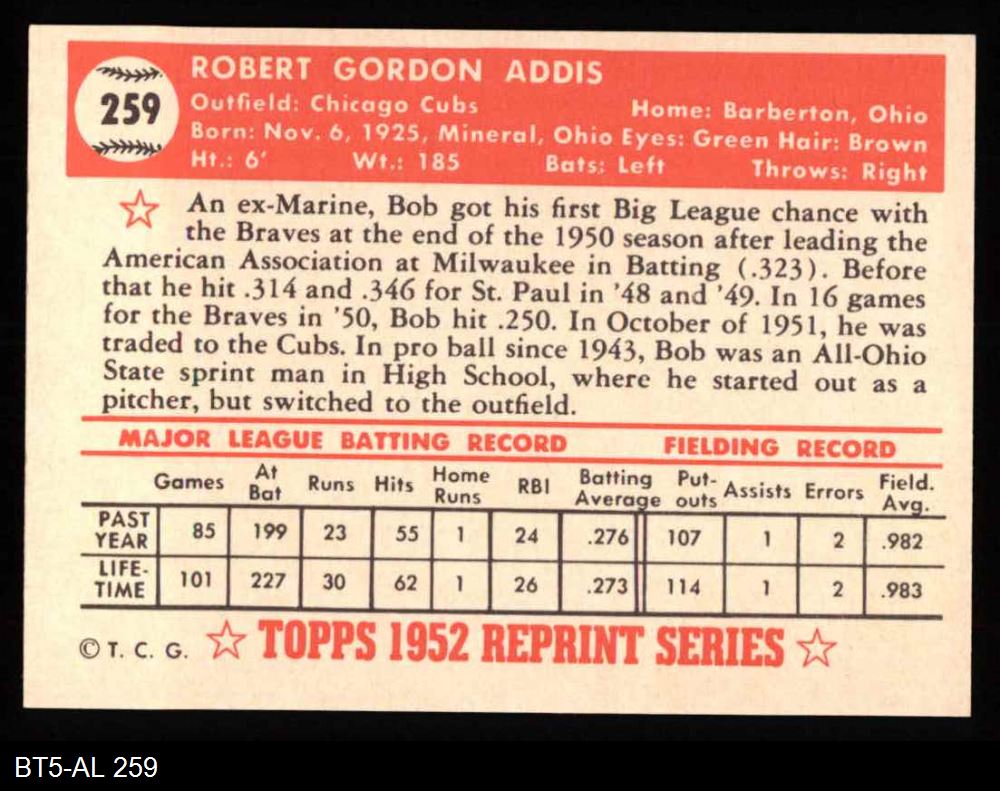 259
ROBERT GORDON ADDIS
Outfield: Chicago Cubs Home: Barberton, Ohio
Born: Nov. 6, 1925, Mineral, Ohio Eyes: Green Hair: Brown
Ht.: 6' Wt.: 185 Bats: Left Throws: Right
An ex-Marine, Bob got his first Big League chance with
the Braves at the end of the 1950 season after leading the
American Association at Milwaukee in Batting (.323). Before
that he hit .314 and .346 for St. Paul in '48 and '49. In 16 games
for the Braves in '50, Bob hit .250. In October of 1951, he was
traded to the Cubs. In pro ball since 1943, Bob was an All-Ohio
State sprint man in High School, where he started out as a
pitcher, but switched to the outfield.
MAJOR LEAGUE BATTING RECORD FIELDING RECORD
Games At Bat Runs Hits Home Runs RBI Batting Average Put-outs Assists Errors Field. Avg.
PAST YEAR 85 199 23 55 1 24 .276 107 1 2 .982
LIFE-TIME 101 227 30 62 1 26 .273 114 1 2 .983
© T. C. G. ☆ TOPPS 1952 REPRINT SERIES ☆
BT5-AL 259